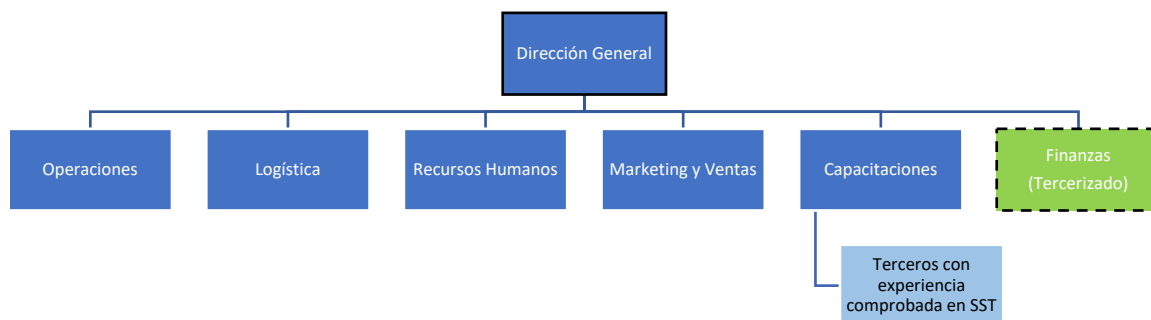 Dirección General
Operaciones
Logística
Recursos Humanos
Marketing y Ventas
Capacitaciones
Finanzas
(Tercerizado)
Terceros con
experiencia
comprobada en SST